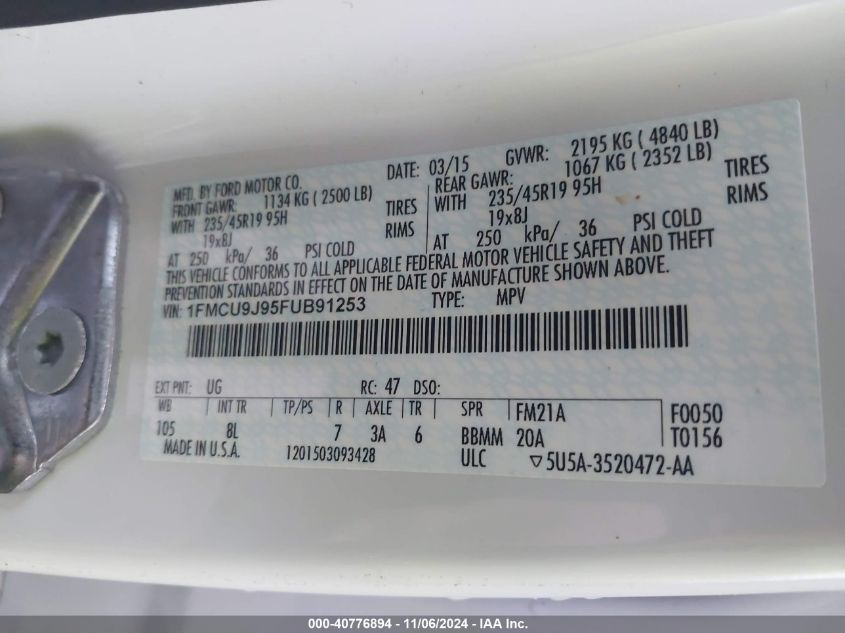 MFD. BY FORD MOTOR CO.
DATE: 03/15 GVWR: 2195 KG ( 4840 LB)
FRONT GAWR: 1134 KG ( 2500 LB)
REAR GAWR: 1067 KG ( 2352 LB)
WITH 235/45R19 95H TIRES
WITH 235/45R19 95H TIRES
19x8J RIMS
19x8J RIMS
AT 250 kPa/ 36 PSI COLD
AT 250 kPa/ 36 PSI COLD
THIS VEHICLE CONFORMS TO ALL APPLICABLE FEDERAL MOTOR VEHICLE SAFETY AND THEFT
PREVENTION STANDARDS IN EFFECT ON THE DATE OF MANUFACTURE SHOWN ABOVE.
VIN: 1FMCU9J95FUB91253 TYPE: MPV
EXT PNT: UG RC: 47 DSO:
WB INT TR TP/PS R AXLE TR SPR FM21A F0050
105 8L 7 3A 6 BBMM 20A T0156
MADE IN U.S.A. 1201503093428 ULC ▽5U5A-3520472-AA
000-40776894 - 11/06/2024 - IAA Inc.